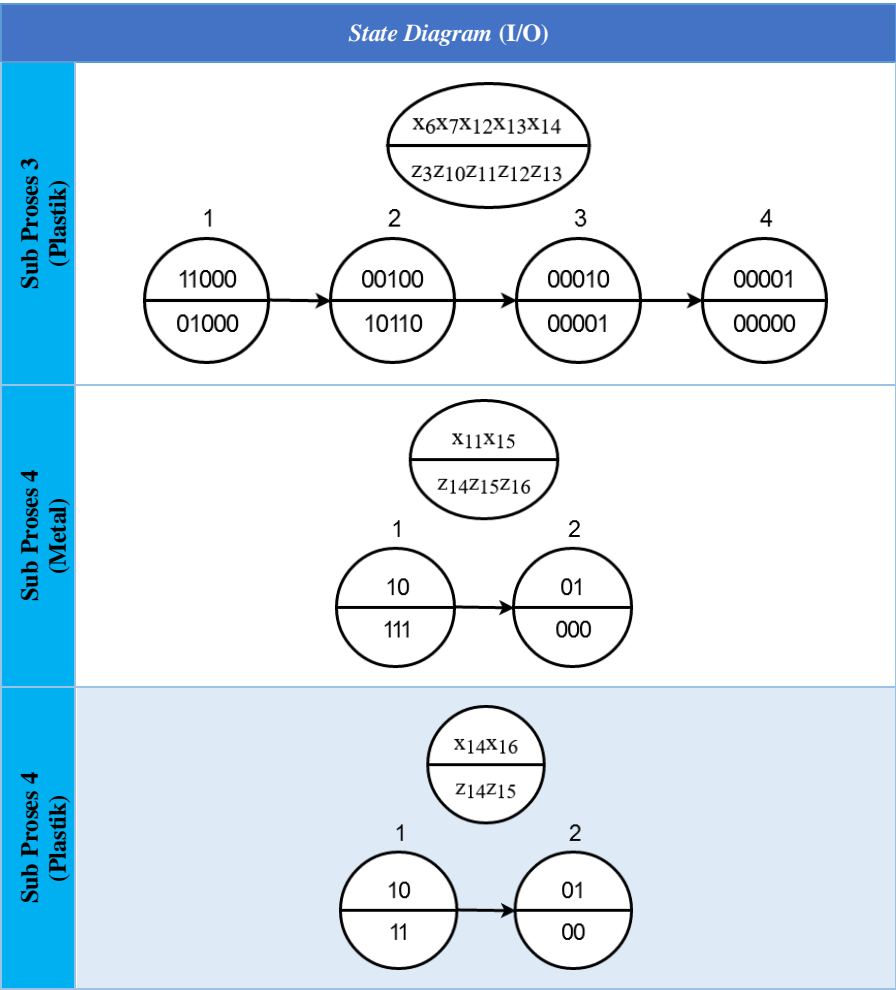 State Diagram (I/O)
Sub Proses 3
(Plastik)
x6x7x12x13x14
z3z10z11z12z13
1
2
3
4
11000
00100
00010
00001
01000
10110
00001
00000
Sub Proses 4
(Metal)
x11x15
z14z15z16
1
2
10
01
111
000
Sub Proses 4
(Plastik)
x14x16
z14z15
1
2
10
01
11
00